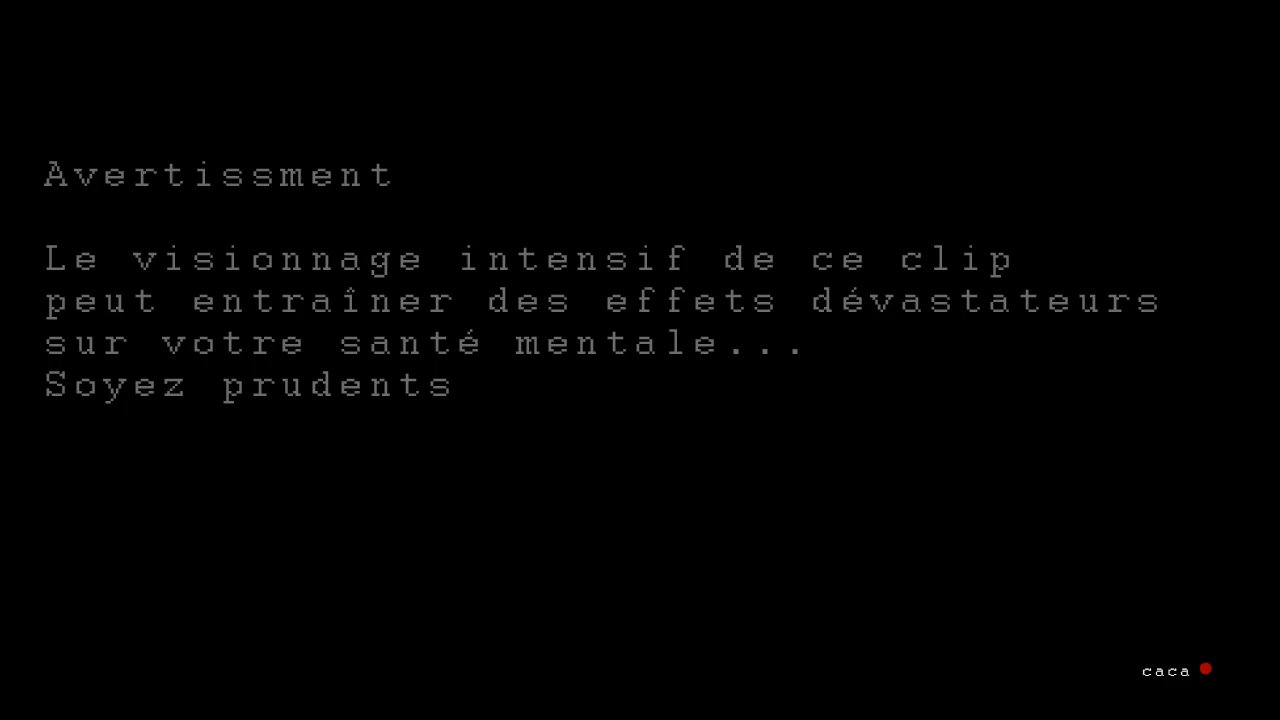 Avertissment
Le visionnage intensif de ce clip
peut entraîner des effets dévastateurs
sur votre santé mentale...
Soyez prudents
caca